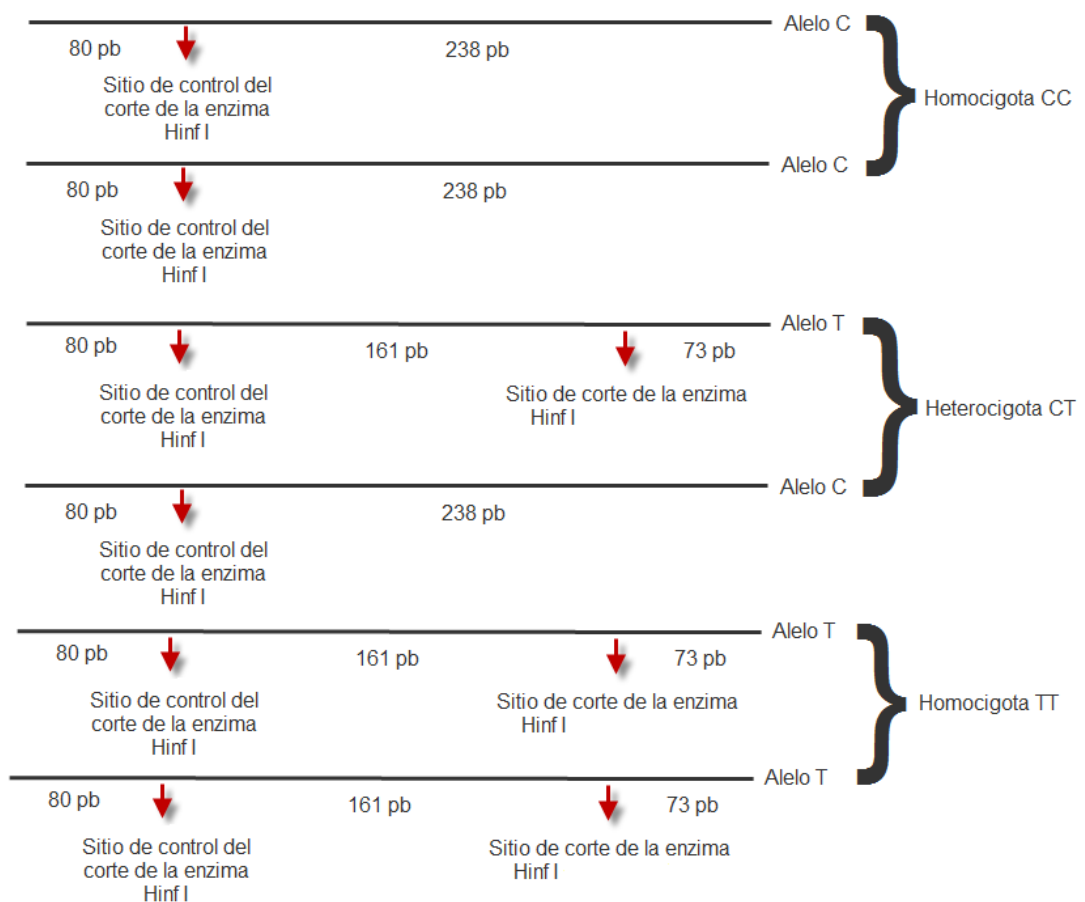 Alelo C
80 pb 238 pb
Sitio de control del
corte de la enzima
Hinf I
Homocigota CC
Alelo C
80 pb 238 pb
Sitio de control del
corte de la enzima
Hinf I
Alelo T
80 pb 161 pb 73 pb
Sitio de control del
corte de la enzima
Hinf I
Sitio de corte de la enzima
Hinf I
Heterocigota CT
Alelo C
80 pb 238 pb
Sitio de control del
corte de la enzima
Hinf I
Alelo T
80 pb 161 pb 73 pb
Sitio de control del
corte de la enzima
Hinf I
Sitio de corte de la enzima
Hinf I
Homocigota TT
Alelo T
80 pb 161 pb 73 pb
Sitio de control del
corte de la enzima
Hinf I
Sitio de corte de la enzima
Hinf I